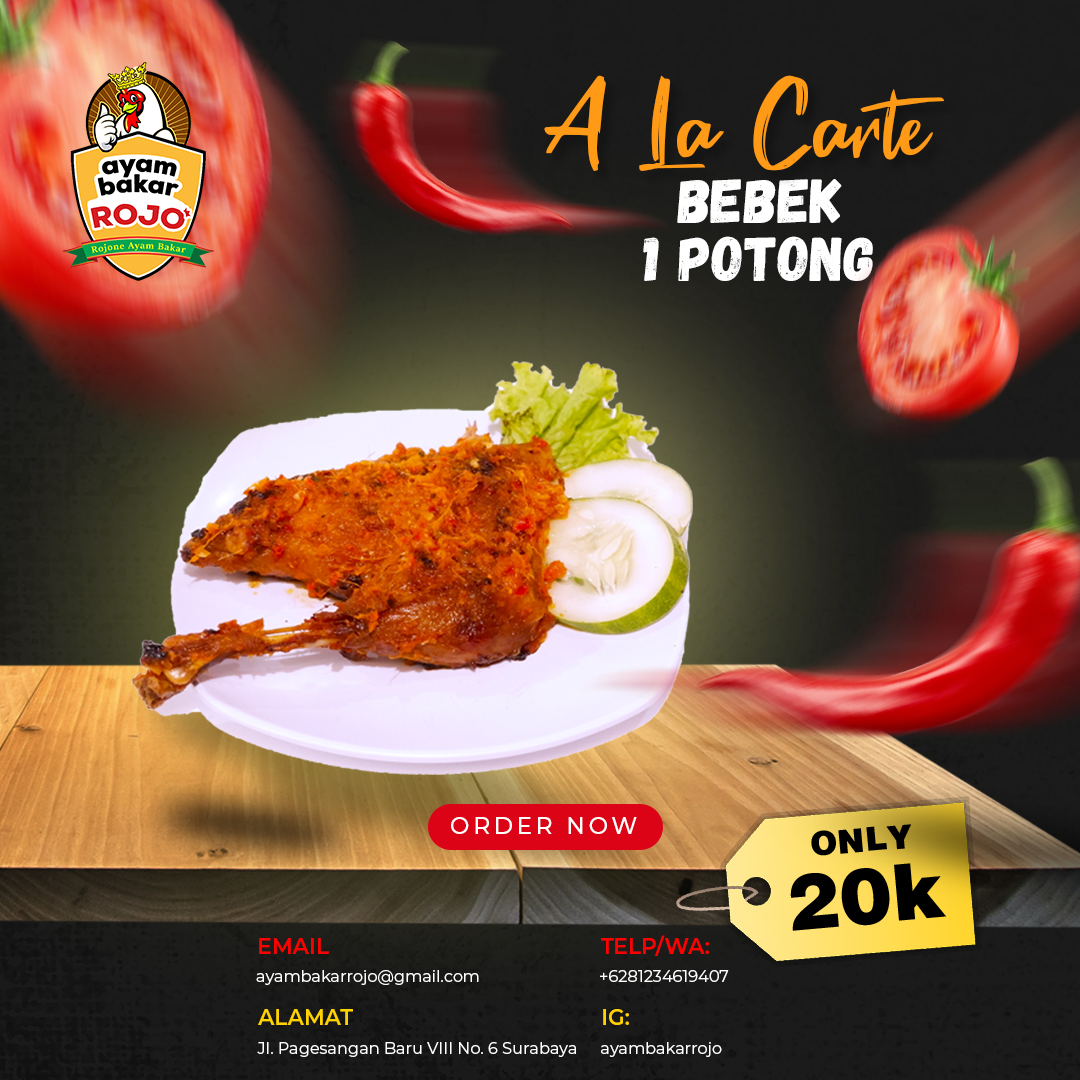 ayam
bakar
ROJO
Rojone Ayam Bakar
A La Carte
BEBEK
1 POTONG
ORDER NOW
ONLY
20k
EMAIL
ayambakarrojo@gmail.com
TELP/WA:
+6281234619407
ALAMAT
Jl. Pagesangan Baru VIII No. 6 Surabaya
IG:
ayambakarrojo